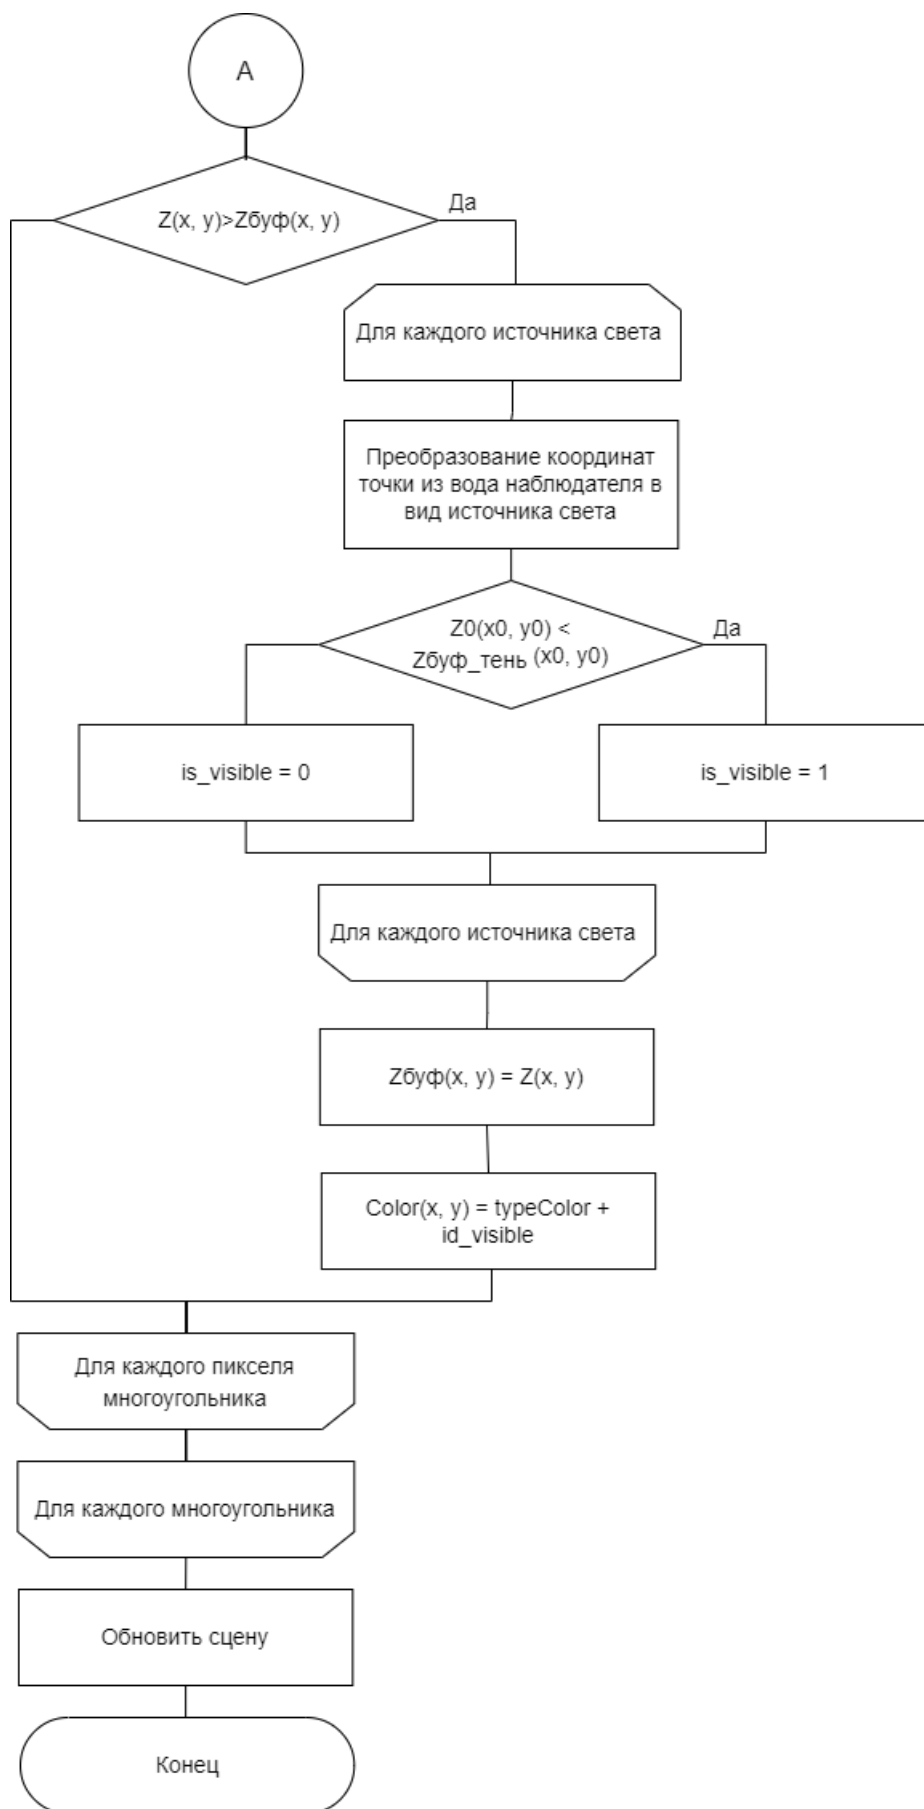 A
Z(x, y)>Zбуф(x, y)
Да
Для каждого источника света
Преобразование координат
точки из вода наблюдателя в
вид источника света
Z0(x0, y0) <
Zбуф_тень (x0, y0)
Да
is_visible = 0
is_visible = 1
Для каждого источника света
Zбуф(x, y) = Z(x, y)
Color(x, y) = typeColor +
id_visible
Для каждого пикселя
многоугольника
Для каждого многоугольника
Обновить сцену
Конец